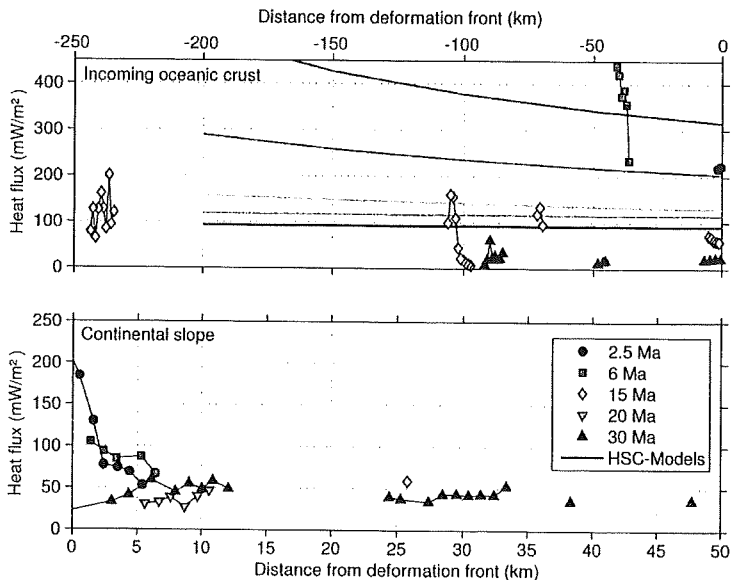 Distance from deformation front (km)
-250 -200 -150 -100 -50 0
Incoming oceanic crust
Heat flux (mW/m²)
400
300
200
100
0
Continental slope
Heat flux (mW/m²)
250
200
150
100
50
0
2.5 Ma
6 Ma
15 Ma
20 Ma
30 Ma
HSC-Models
0 5 10 15 20 25 30 35 40 45 50
Distance from deformation front (km)